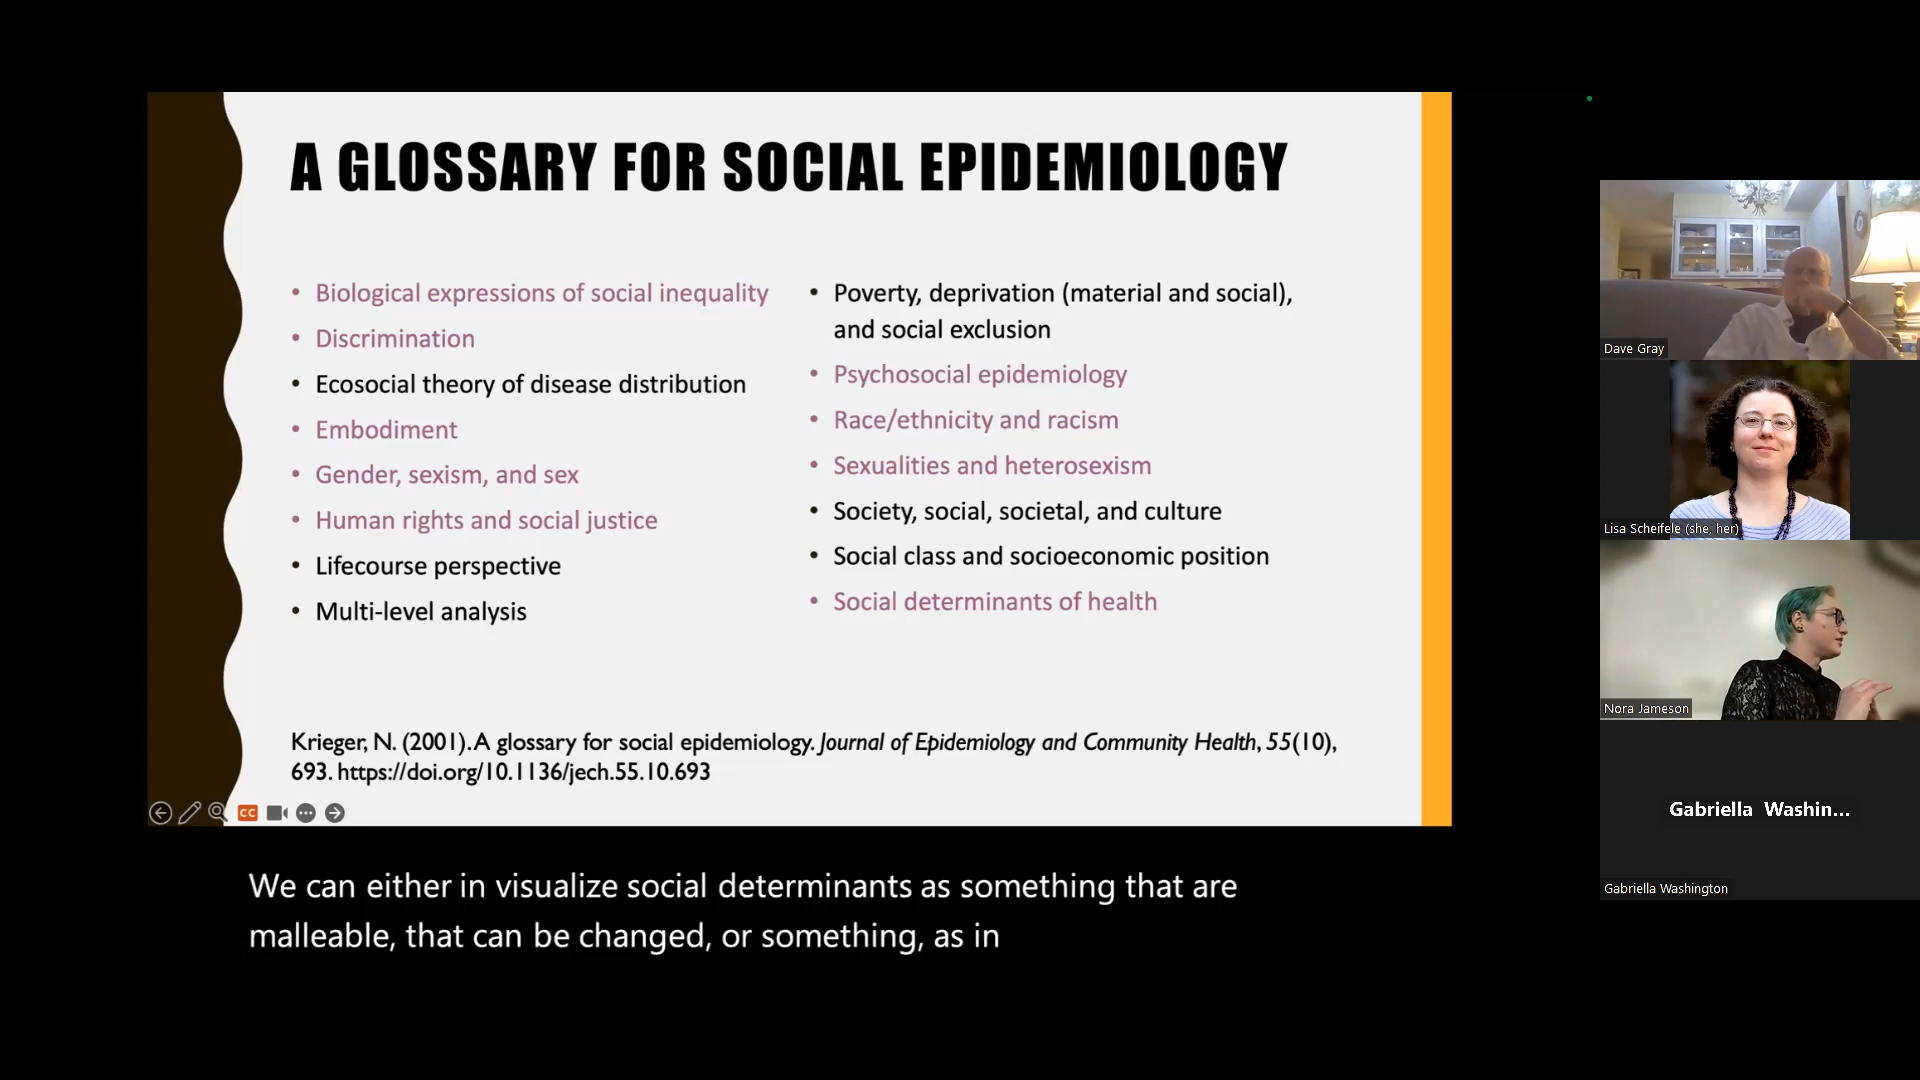 A GLOSSARY FOR SOCIAL EPIDEMIOLOGY
• Biological expressions of social inequality
• Discrimination
• Ecosocial theory of disease distribution
• Embodiment
• Gender, sexism, and sex
• Human rights and social justice
• Lifecourse perspective
• Multi-level analysis
• Poverty, deprivation (material and social),
and social exclusion
• Psychosocial epidemiology
• Race/ethnicity and racism
• Sexualities and heterosexism
• Society, social, societal, and culture
• Social class and socioeconomic position
• Social determinants of health
Krieger, N. (2001). A glossary for social epidemiology. Journal of Epidemiology and Community Health, 55(10),
693. https://doi.org/10.1136/jech.55.10.693
CC
We can either in visualize social determinants as something that are
malleable, that can be changed, or something, as in
Dave Gray
Lisa Scheifele (she, her)
Nora Jameson
Gabriella Washin...
Gabriella Washington